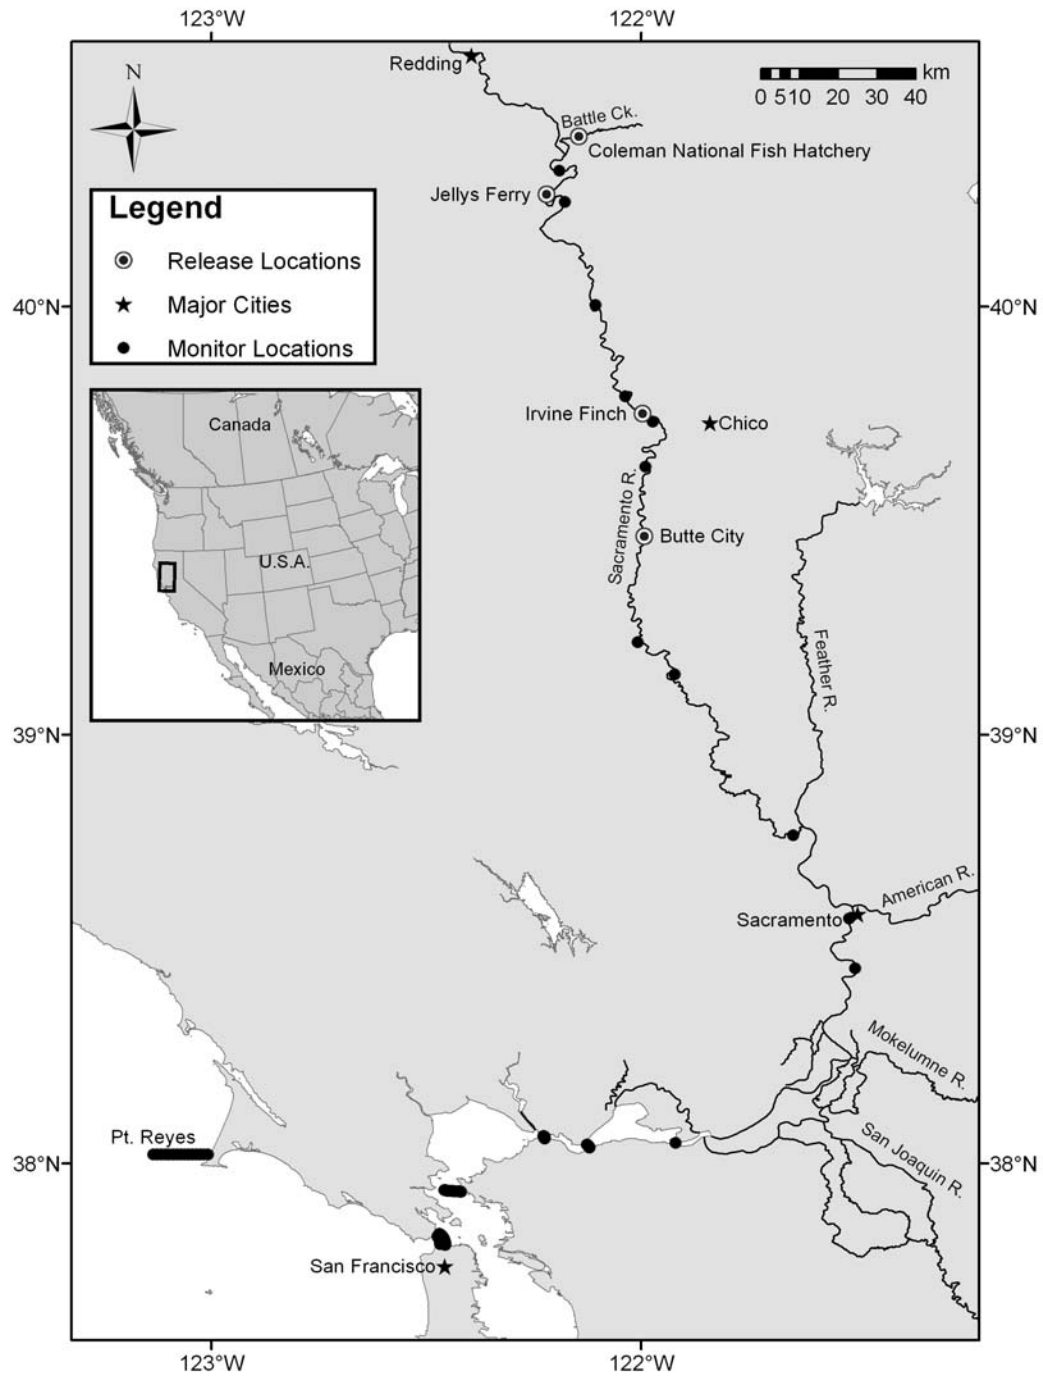 123°W
122°W
Redding
N
km
0 5 10 20 30 40
Battle Ck.
Coleman National Fish Hatchery
Jellys Ferry
Legend
Release Locations
Major Cities
Monitor Locations
40°N
40°N
Irvine Finch
Chico
Canada
Sacramento R.
Butte City
U.S.A.
Feather R.
Mexico
39°N
39°N
American R.
Sacramento
Mokelumne R.
Pt. Reyes
San Joaquin R.
38°N
38°N
San Francisco
123°W
122°W